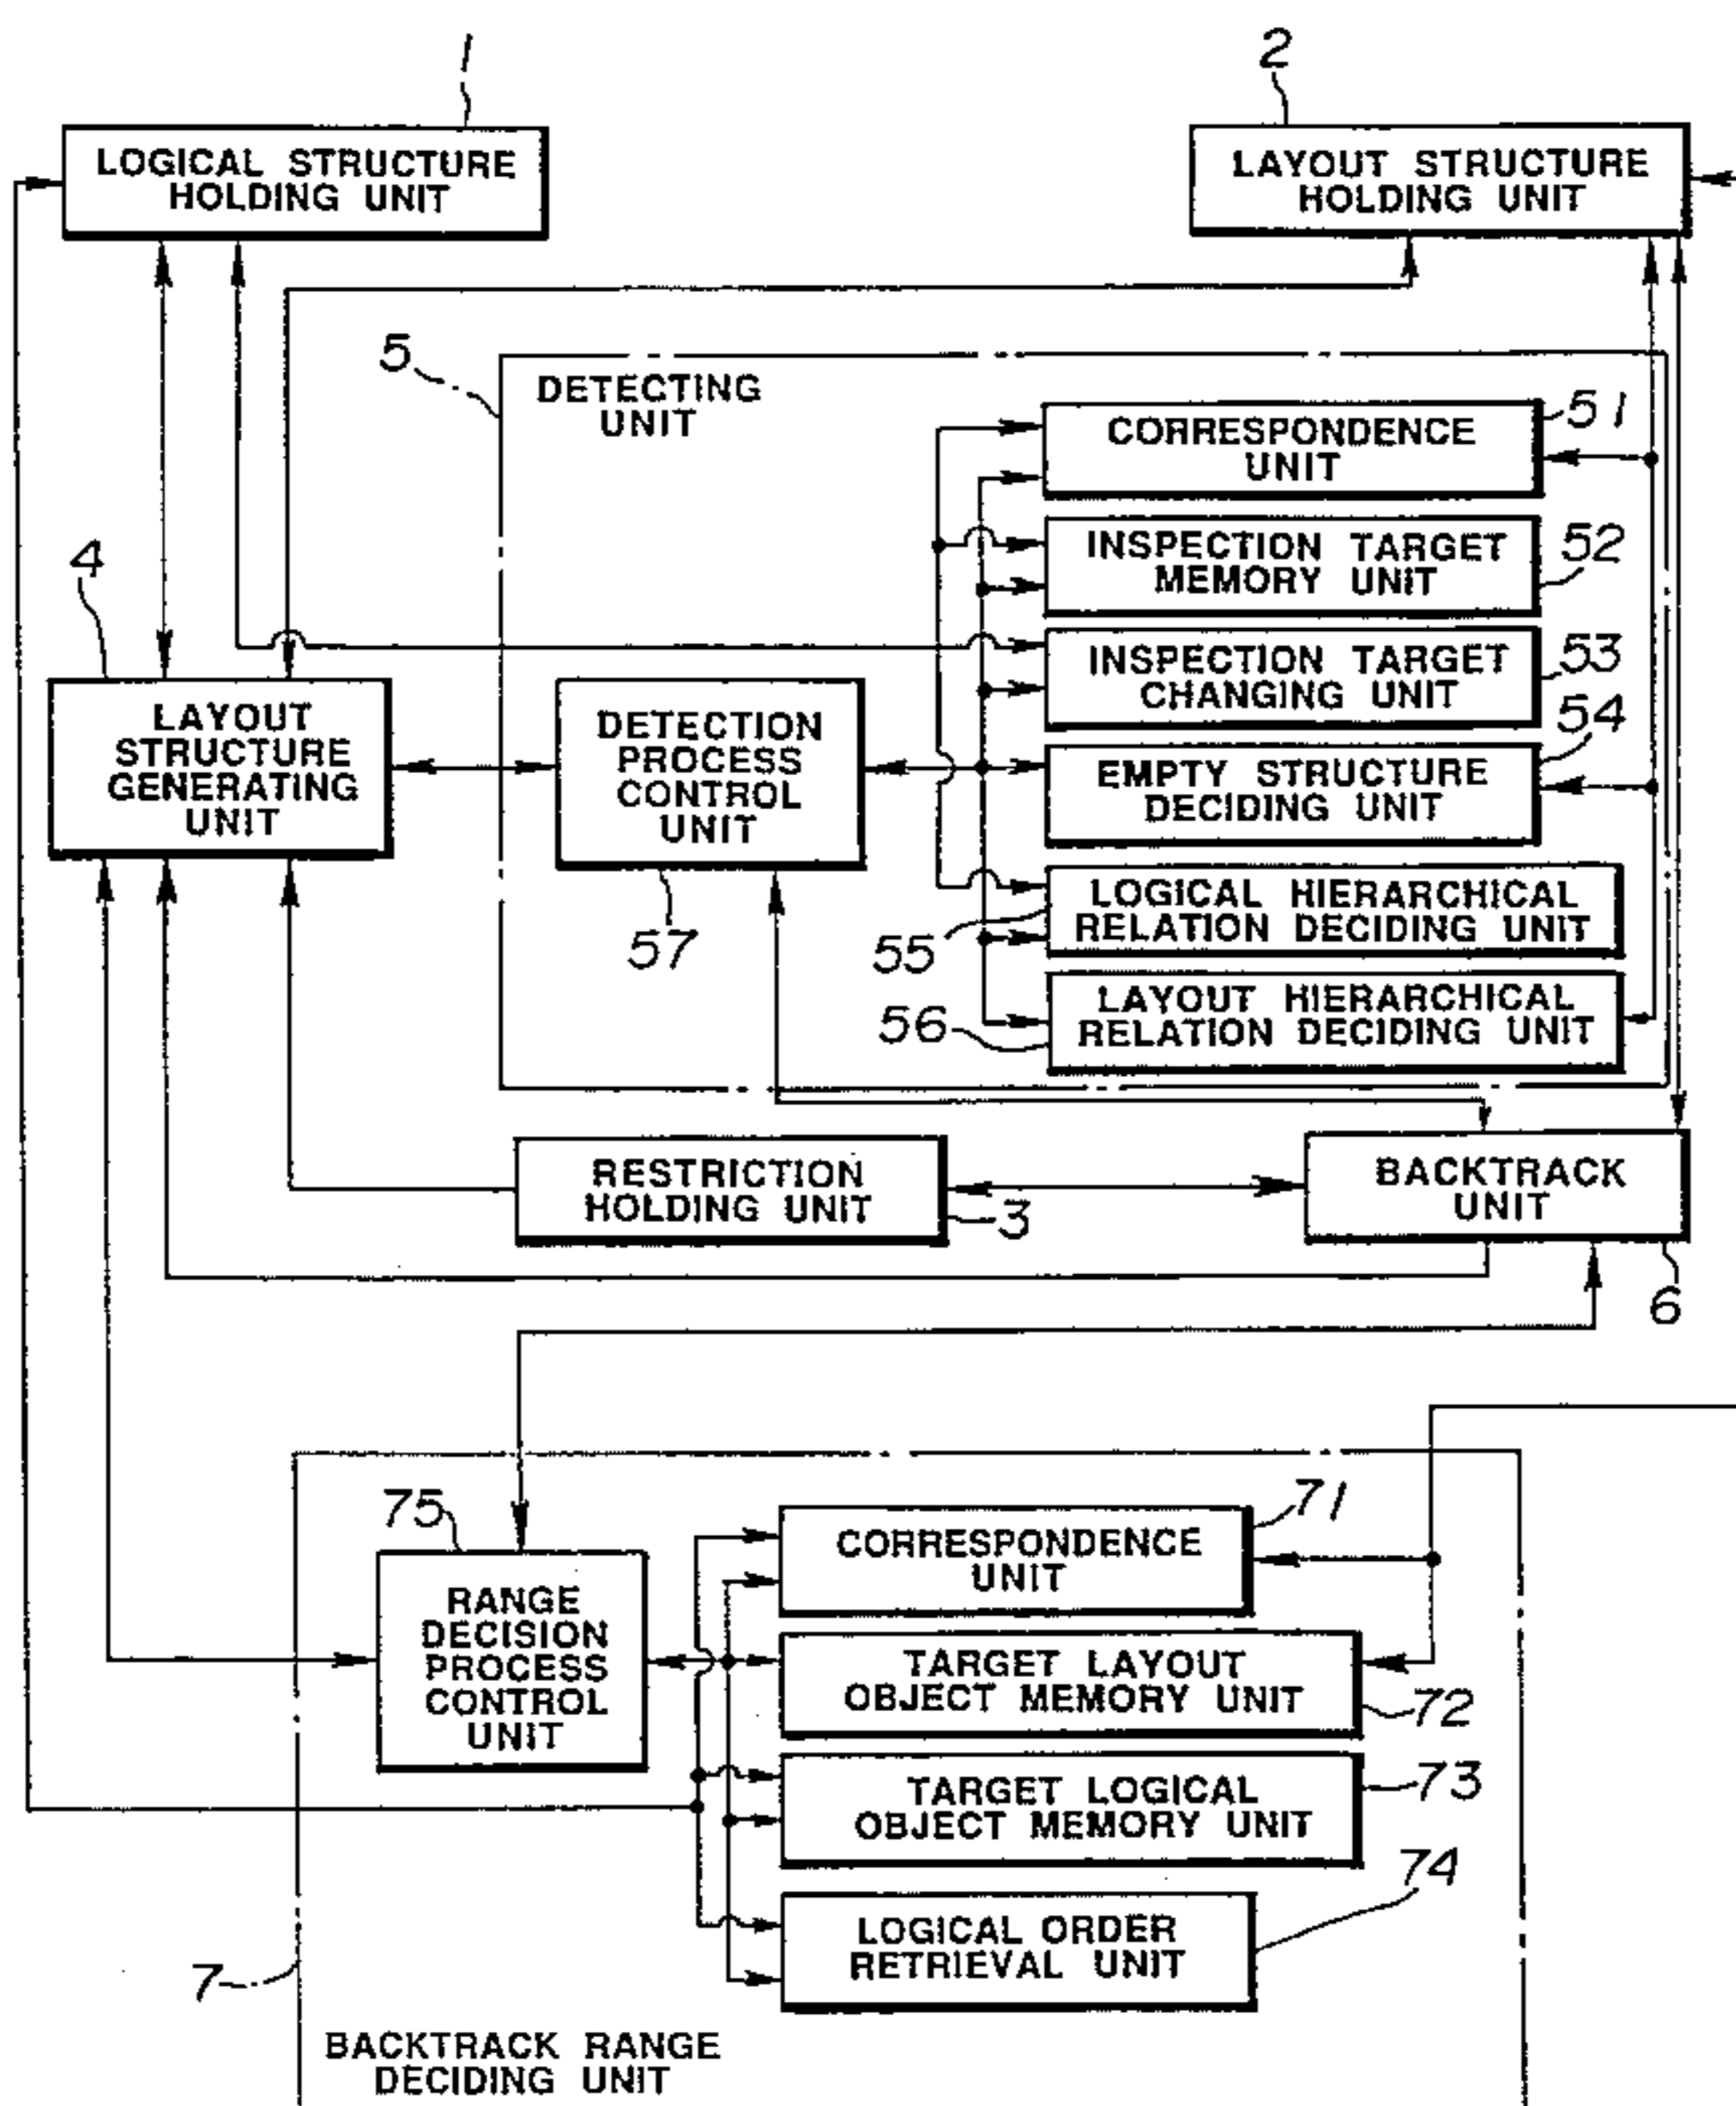 1
2
LOGICAL STRUCTURE
HOLDING UNIT
LAYOUT STRUCTURE
HOLDING UNIT
5
DETECTING
UNIT
CORRESPONDENCE
UNIT
51
INSPECTION TARGET
MEMORY UNIT
52
4
INSPECTION TARGET
CHANGING UNIT
53
LAYOUT
STRUCTURE
GENERATING
UNIT
DETECTION
PROCESS
CONTROL
UNIT
57
EMPTY STRUCTURE
DECIDING UNIT
54
LOGICAL HIERARCHICAL
RELATION DECIDING UNIT
55
LAYOUT HIERARCHICAL
RELATION DECIDING UNIT
56
RESTRICTION
HOLDING UNIT
3
BACKTRACK
UNIT
6
75
RANGE
DECISION
PROCESS
CONTROL
UNIT
CORRESPONDENCE
UNIT
71
TARGET LAYOUT
OBJECT MEMORY UNIT
72
TARGET LOGICAL
OBJECT MEMORY UNIT
73
LOGICAL ORDER
RETRIEVAL UNIT
74
7
BACKTRACK RANGE
DECIDING UNIT